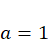 a = 1